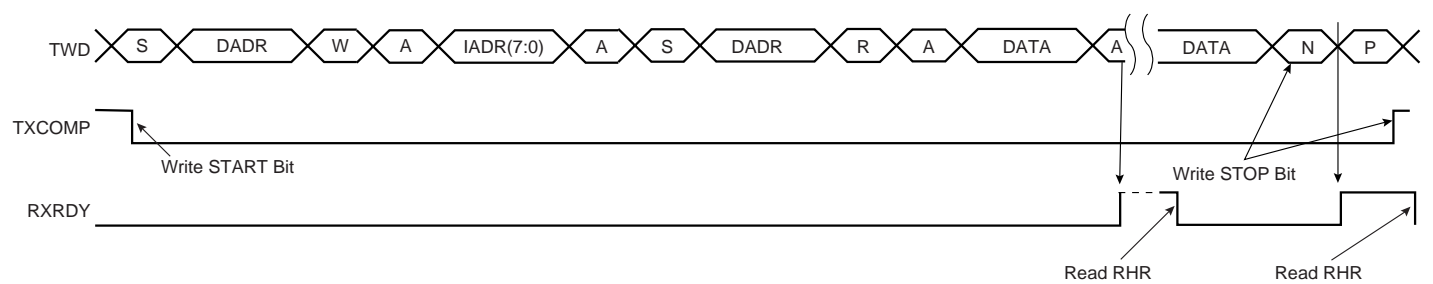 TWD S DADR W A IADR(7:0) A S DADR R A DATA A DATA N P
TXCOMP
Write START Bit
Write STOP Bit
RXRDY
Read RHR
Read RHR